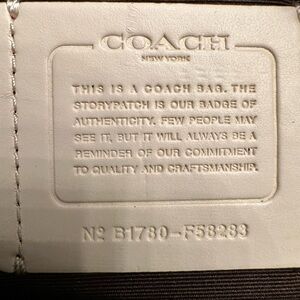 COACH
NEW YORK
THIS IS A COACH BAG. THE
STORYPATCH IS OUR BADGE OF
AUTHENTICITY. FEW PEOPLE MAY
SEE IT, BUT IT WILL ALWAYS BE A
REMINDER OF OUR COMMITMENT
TO QUALITY AND CRAFTSMANSHIP.
Nº B1780-F58283